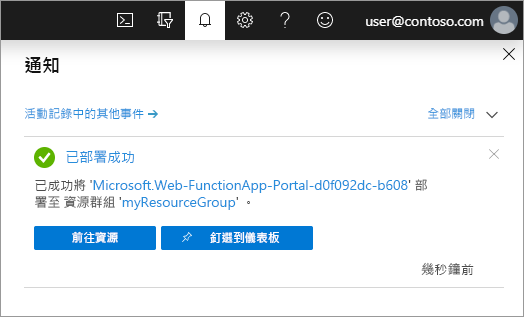 user@contoso.com
通知
活動記錄中的其他事件 →
全部關閉
已部署成功
已成功將 'Microsoft.Web-FunctionApp-Portal-d0f092dc-b608' 部
署至 資源群組 'myResourceGroup' 。
前往資源
釘選到儀表板
幾秒鐘前